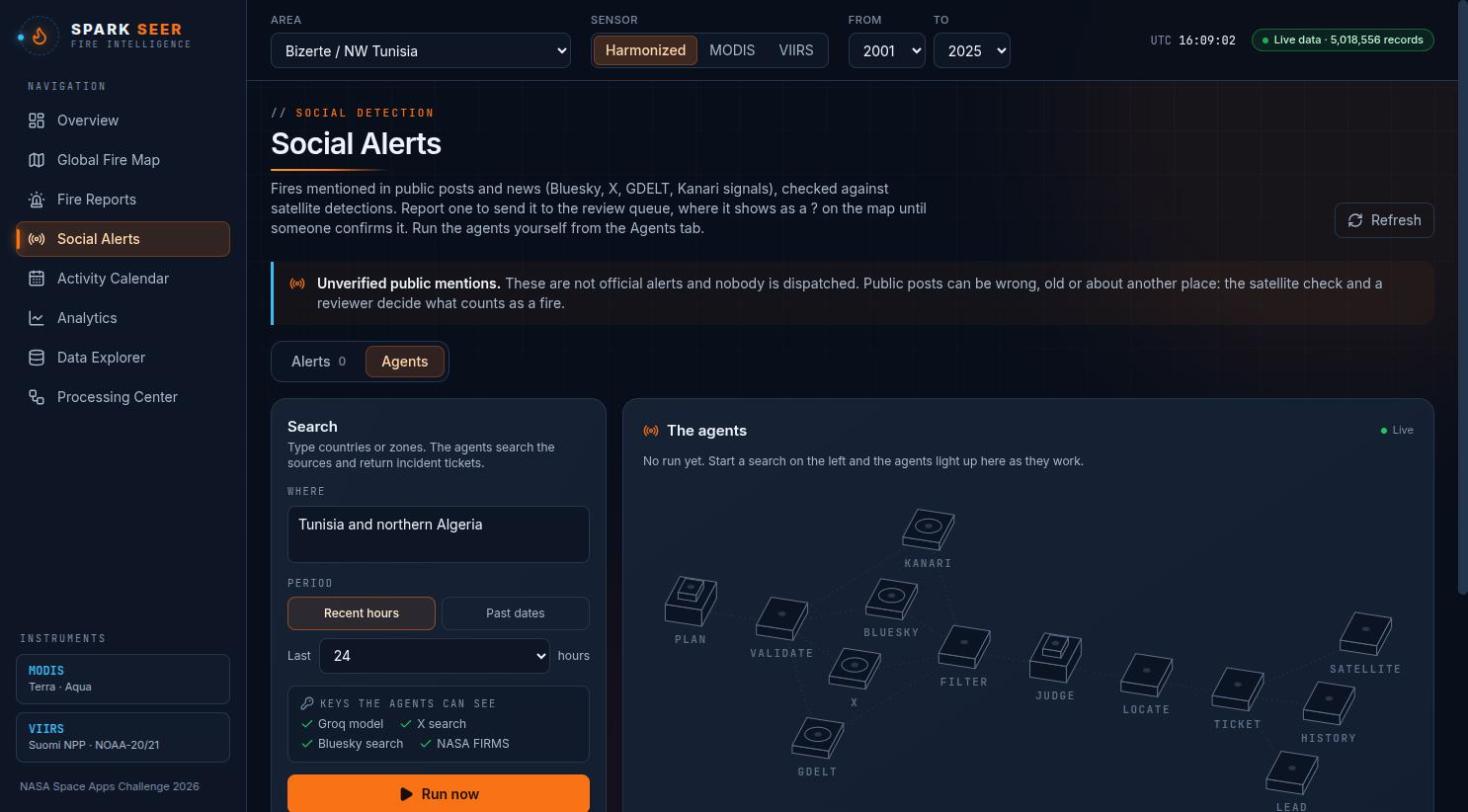 SPARK SEER
FIRE INTELLIGENCE
NAVIGATION
Overview
Global Fire Map
Fire Reports
Social Alerts
Activity Calendar
Analytics
Data Explorer
Processing Center
INSTRUMENTS
MODIS
Terra · Aqua
VIIRS
Suomi NPP · NOAA-20/21
NASA Space Apps Challenge 2026
AREA
Bizerte / NW Tunisia
SENSOR
Harmonized MODIS VIIRS
FROM
2001
TO
2025
UTC 16:09:02
Live data · 5,018,556 records
// SOCIAL DETECTION
Social Alerts
Fires mentioned in public posts and news (Bluesky, X, GDELT, Kanari signals), checked against
satellite detections. Report one to send it to the review queue, where it shows as a ? on the map until
someone confirms it. Run the agents yourself from the Agents tab.
Refresh
Unverified public mentions. These are not official alerts and nobody is dispatched. Public posts can be wrong, old or about another place: the satellite check and a
reviewer decide what counts as a fire.
Alerts 0 Agents
Search
Type countries or zones. The agents search the
sources and return incident tickets.
WHERE
Tunisia and northern Algeria
PERIOD
Recent hours Past dates
Last 24 hours
KEYS THE AGENTS CAN SEE
Groq model X search
Bluesky search NASA FIRMS
Run now
The agents
Live
No run yet. Start a search on the left and the agents light up here as they work.
KANARI
PLAN
BLUESKY
VALIDATE
SATELLITE
FILTER
JUDGE
X
LOCATE
TICKET
HISTORY
GDELT
LEAD